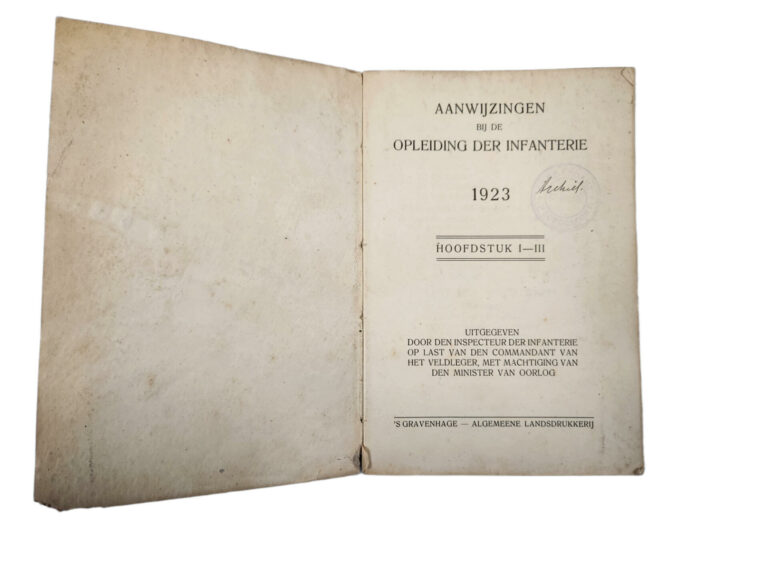 AANWIJZINGEN
BIJ DE
OPLEIDING DER INFANTERIE
1923
Archief.
HOOFDSTUK I—III
UITGEGEVEN
DOOR DEN INSPECTEUR DER INFANTERIE
OP LAST VAN DEN COMMANDANT VAN
HET VELDLEGER, MET MACHTIGING VAN
DEN MINISTER VAN OORLOG
'S GRAVENHAGE — ALGEMEENE LANDSDRUKKERIJ